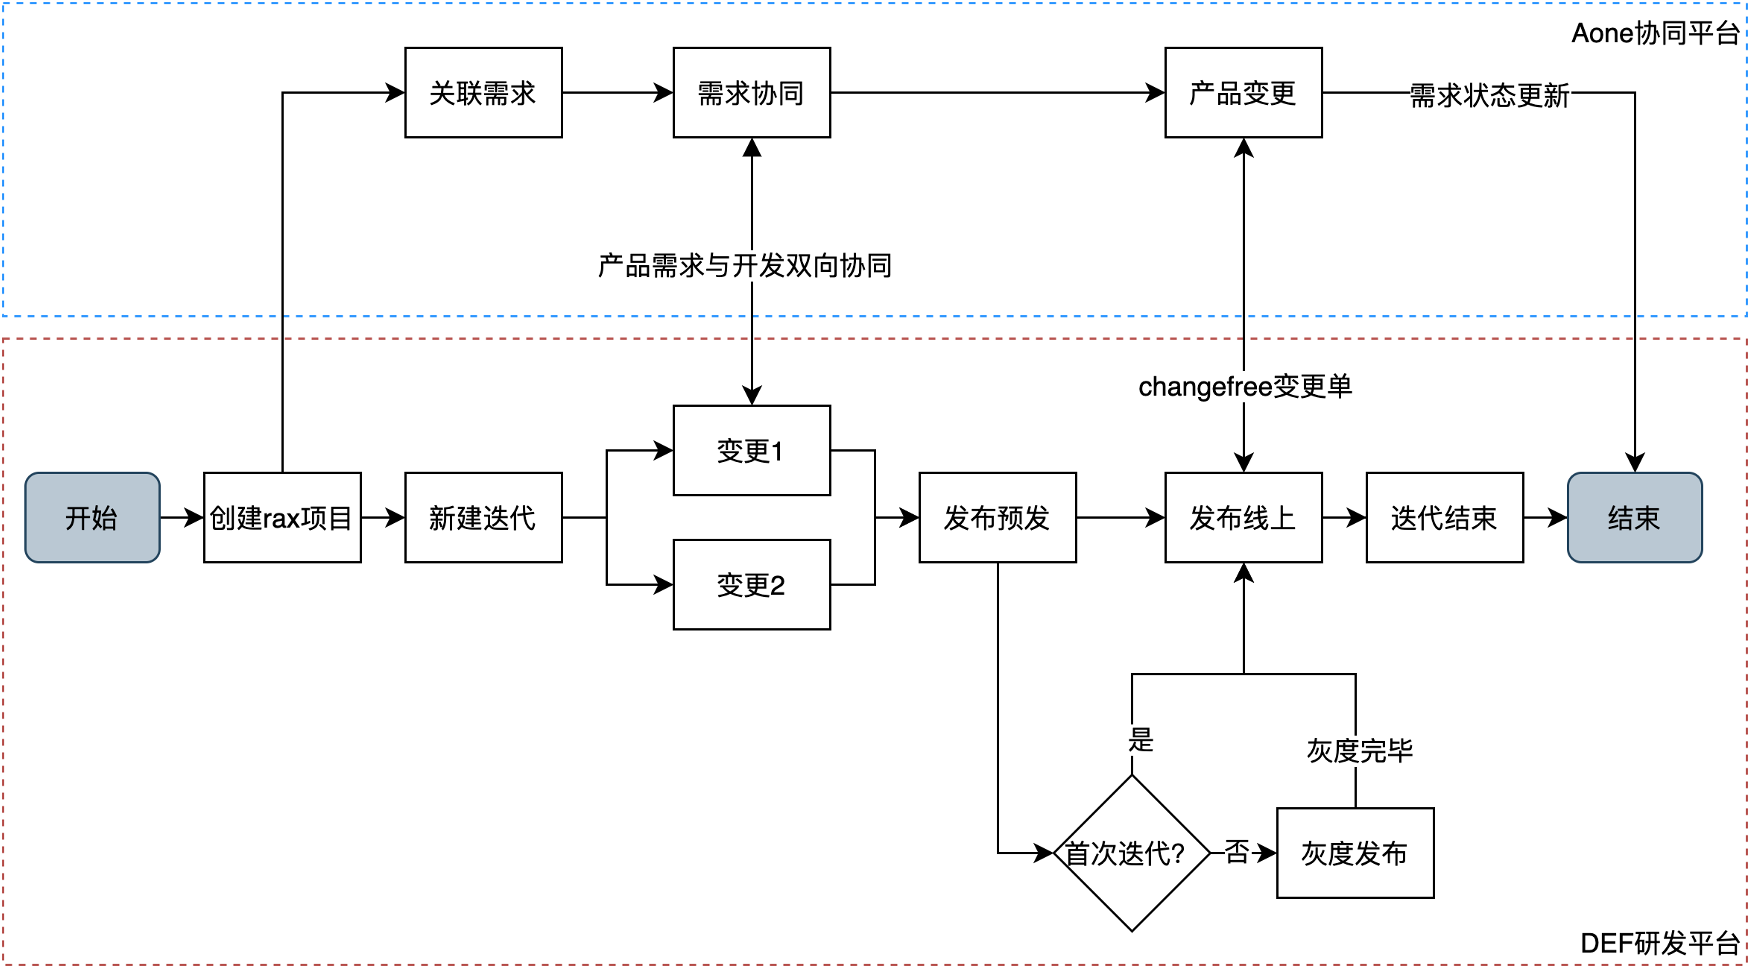 Aone协同平台
关联需求
需求协同
产品变更
需求状态更新
产品需求与开发双向协同
changefree变更单
变更1
开始
创建rax项目
新建迭代
发布预发
发布线上
迭代结束
结束
变更2
是
灰度完毕
首次迭代?
否
灰度发布
DEF研发平台